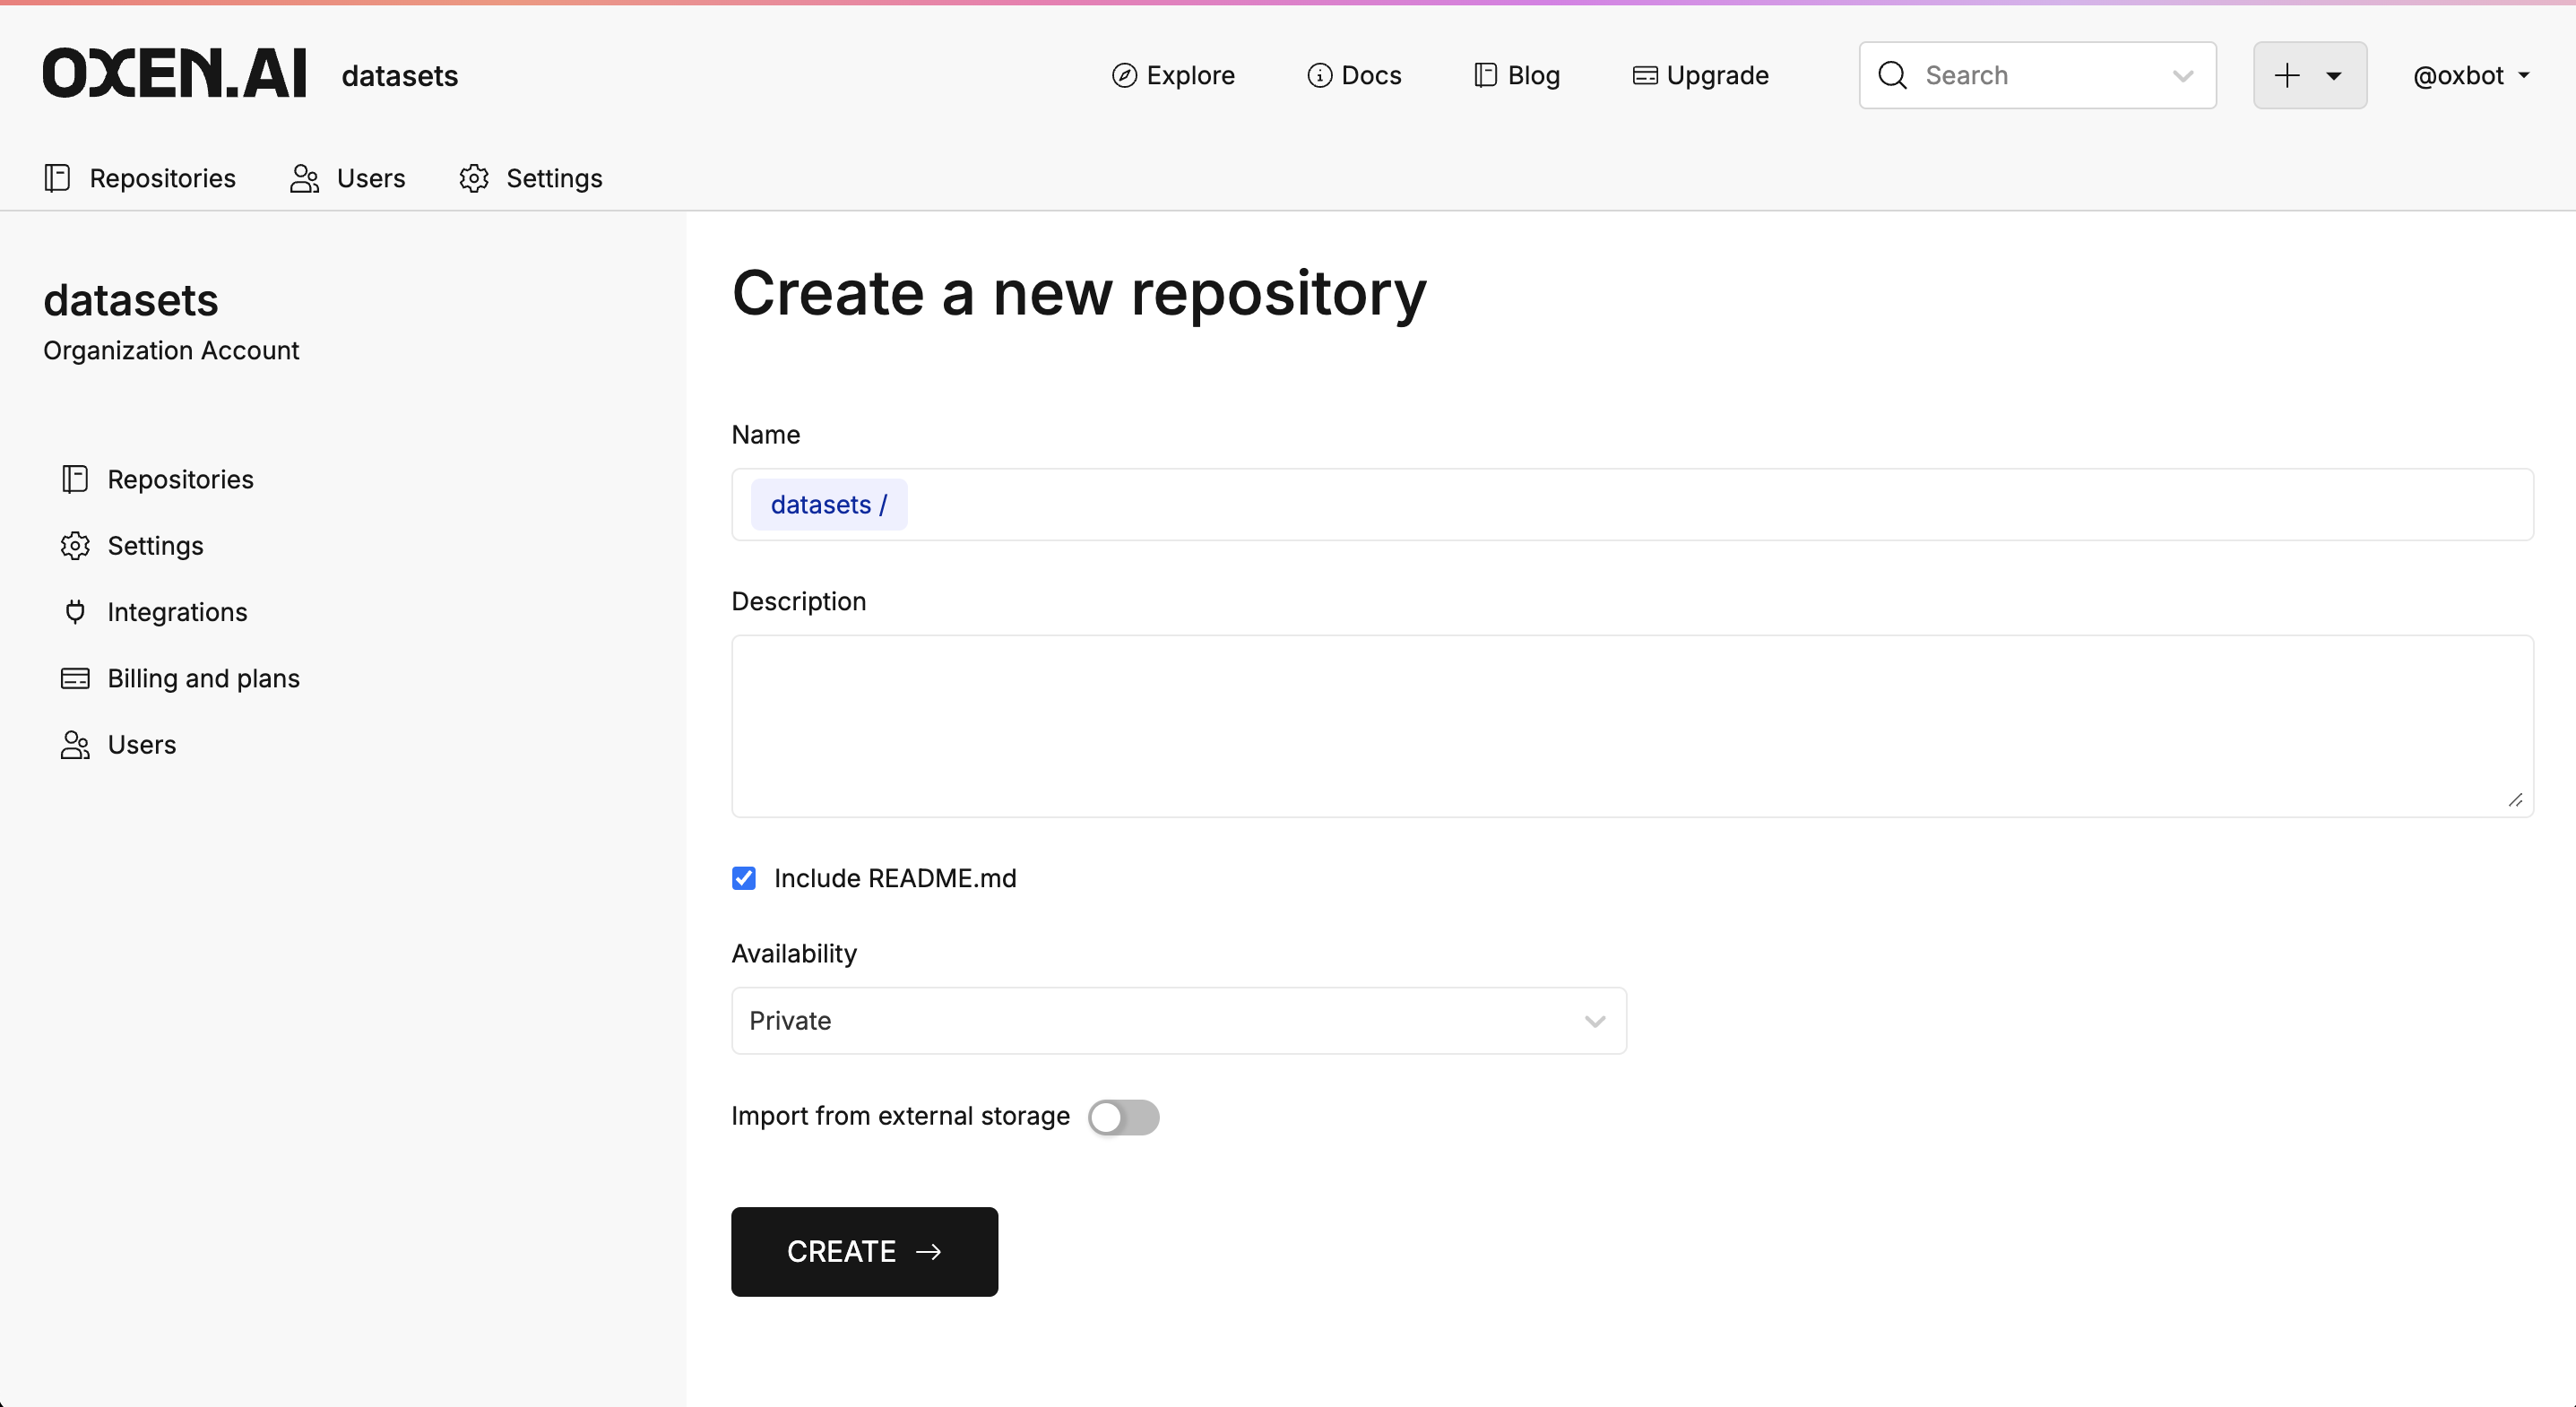 OXEN.AI datasets Explore Docs Blog Upgrade Search @oxbot
Repositories Users Settings
datasets
Organization Account
Repositories
Settings
Integrations
Billing and plans
Users
Create a new repository
Name
datasets /
Description
Include README.md
Availability
Private
Import from external storage
CREATE →